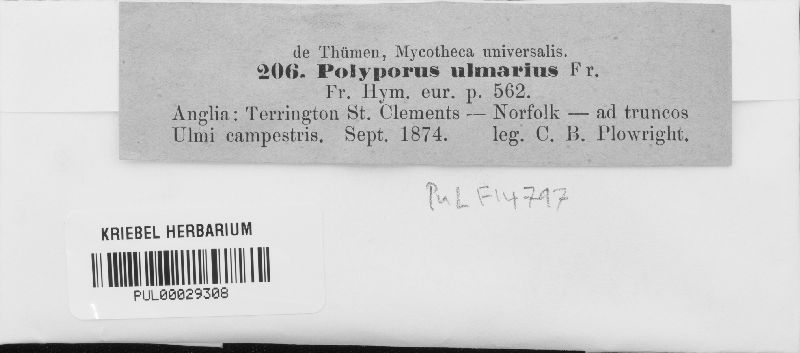 de Thümen, Mycotheca universalis.
206. Polyporus ulmarius Fr.
Fr. Hym. eur. p. 562.
Anglia: Terrington St. Clements — Norfolk — ad truncos
Ulmi campestris. Sept. 1874. leg. C. B. Plowright.
PUL F14797
KRIEBEL HERBARIUM
PUL00029308